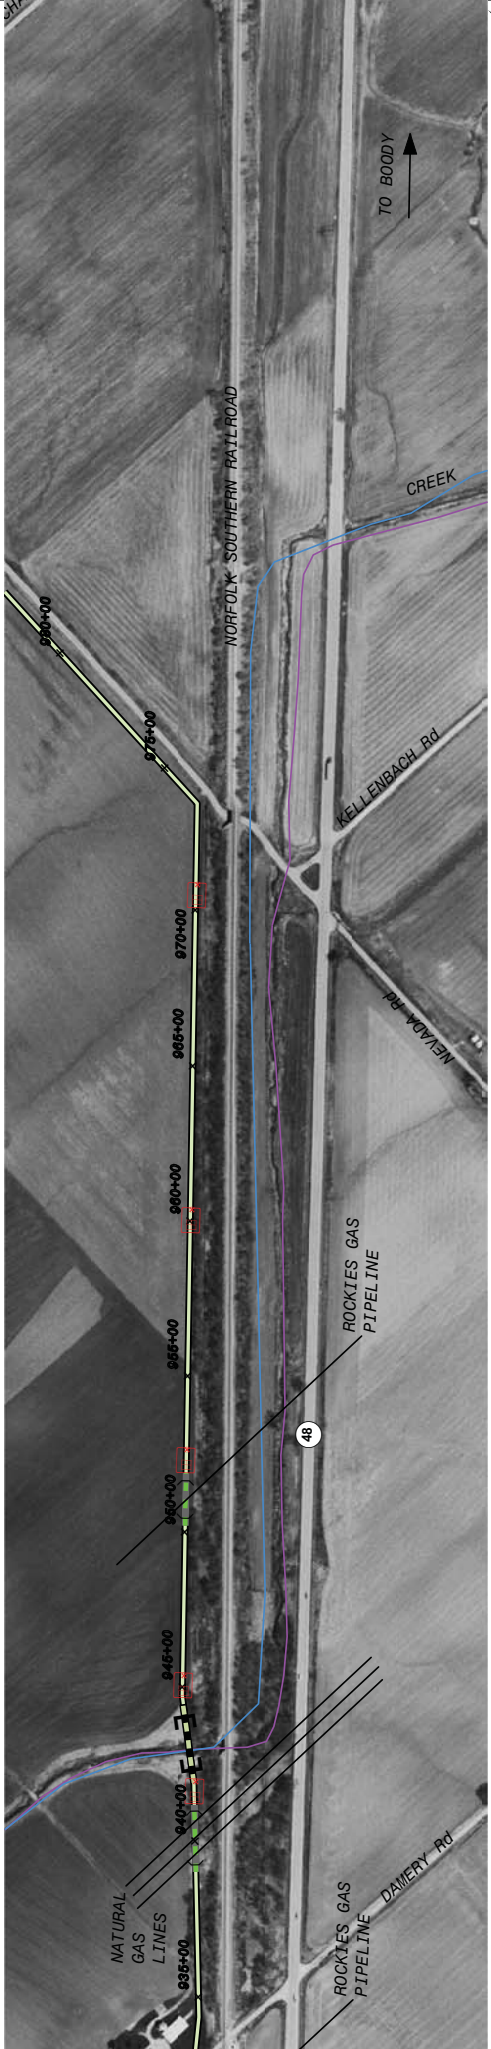 CHA
TO BOODY
NORFOLK SOUTHERN RAILROAD
CREEK
980+00
975+00
KELLENBACH Rd
970+00
NEVADA Rd
965+00
960+00
ROCKIES GAS
PIPELINE
955+00
48
950+00
945+00
940+00
DAMERY Rd
NATURAL
GAS
LINES
935+00
ROCKIES GAS
PIPELINE